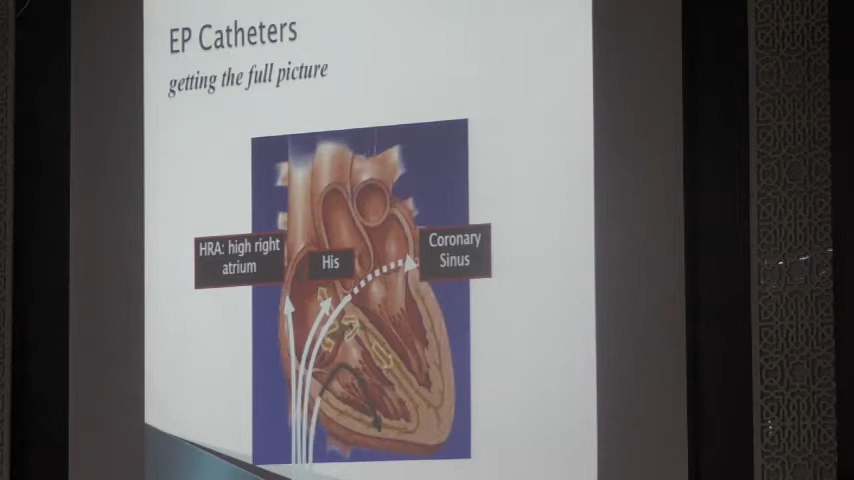 EP Catheters
getting the full picture
HRA: high right
atrium
His
Coronary
Sinus